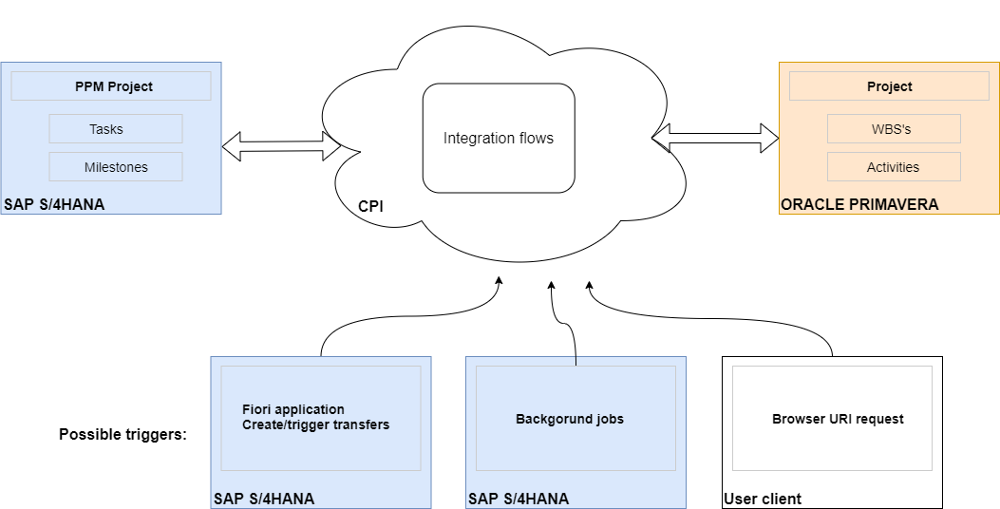 PPM Project
Tasks
Milestones
SAP S/4HANA
Integration flows
CPI
Project
WBS's
Activities
ORACLE PRIMAVERA
Possible triggers:
Fiori application
Create/trigger transfers
SAP S/4HANA
Backgorund jobs
SAP S/4HANA
Browser URI request
User client